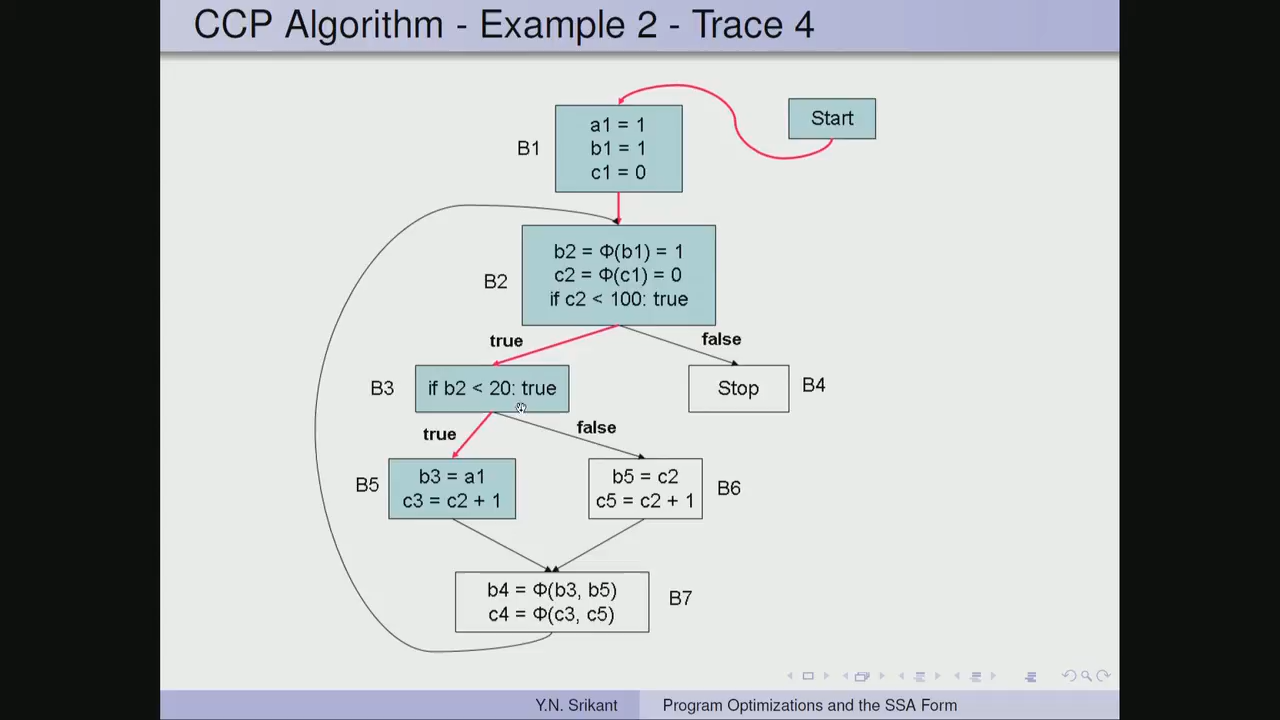 CCP Algorithm - Example 2 - Trace 4
Start
B1
a1 = 1
b1 = 1
c1 = 0
B2
b2 = Φ(b1) = 1
c2 = Φ(c1) = 0
if c2 < 100: true
true
false
B3
if b2 < 20: true
Stop
B4
true
false
B5
b3 = a1
c3 = c2 + 1
b5 = c2
c5 = c2 + 1
B6
b4 = Φ(b3, b5)
c4 = Φ(c3, c5)
B7
Y.N. Srikant
Program Optimizations and the SSA Form